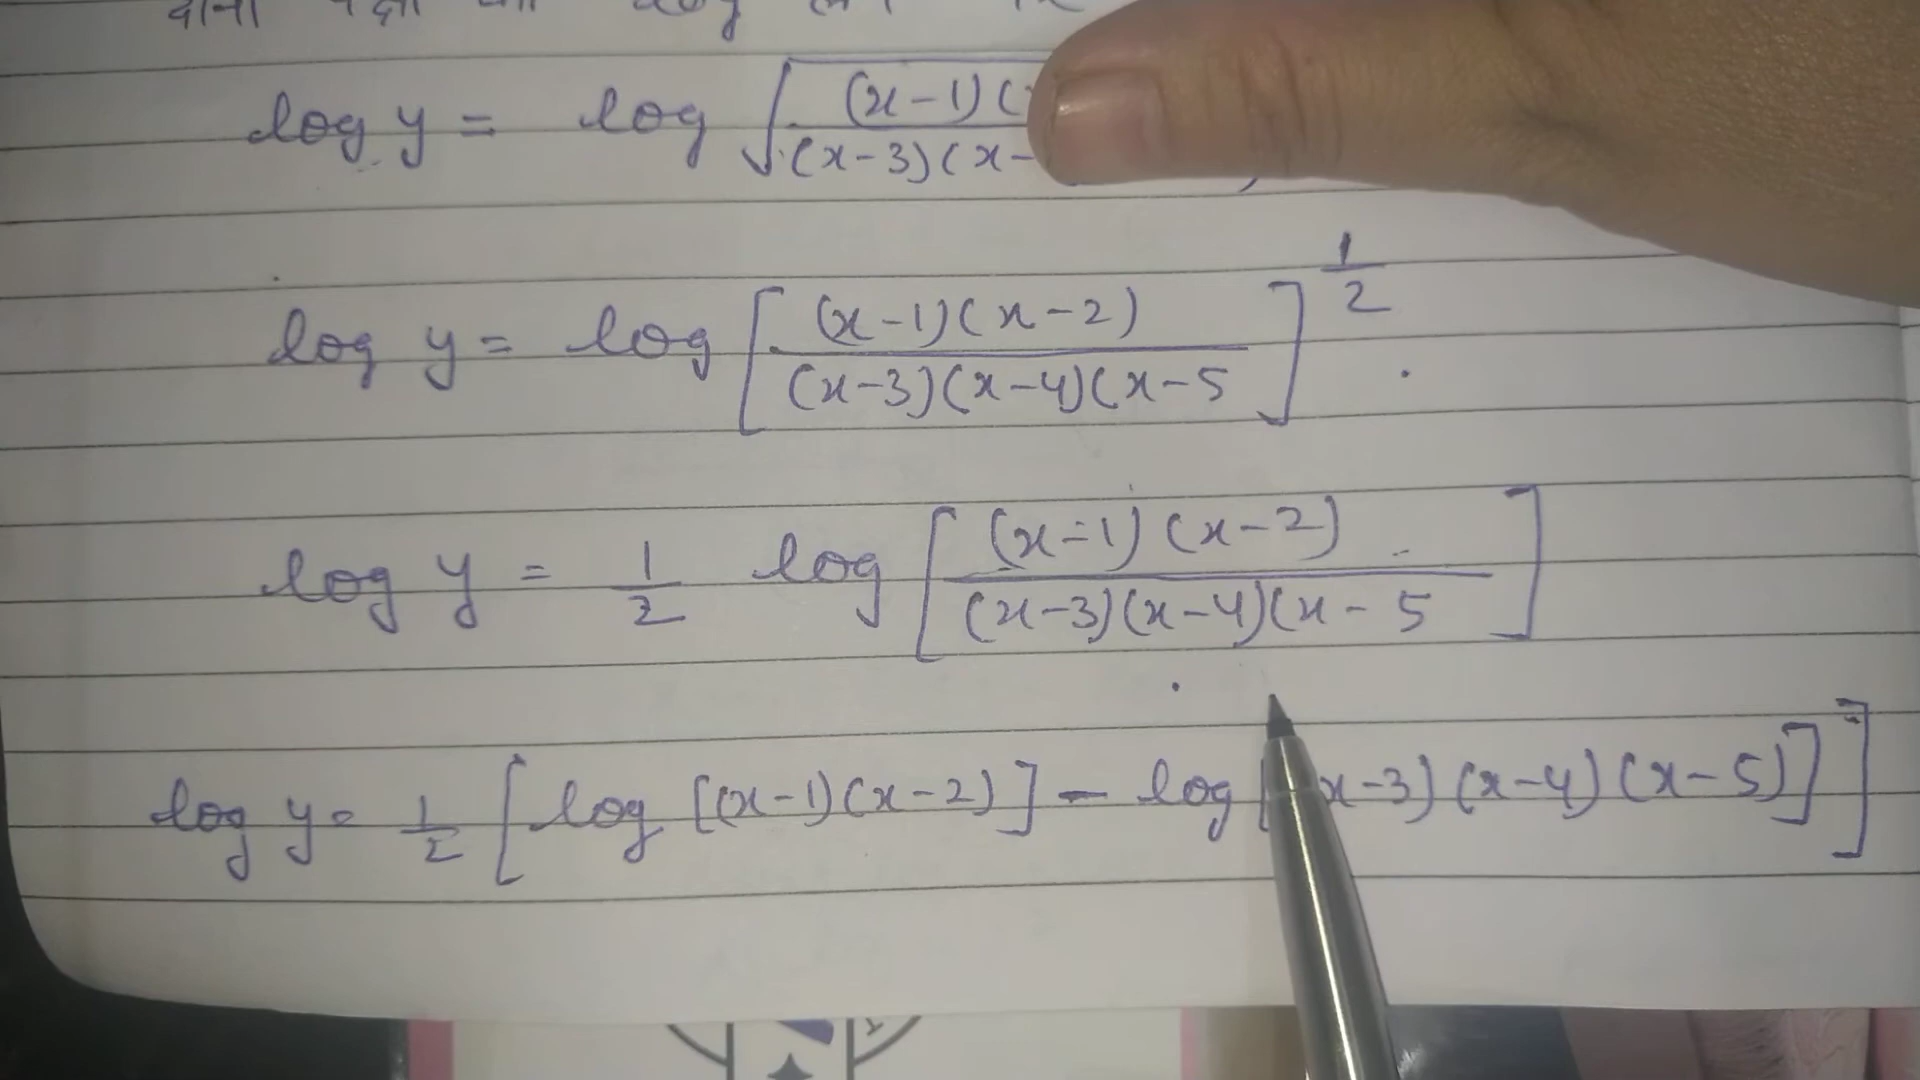 log y = log √((x-1)( / (x-3)(x-
log y = log [(x-1)(x-2) / (x-3)(x-4)(x-5]^1/2
log y = 1/2 log [(x-1)(x-2) / (x-3)(x-4)(x-5]
log y = 1/2 [log [(x-1)(x-2)] - log [x-3)(x-4)(x-5)]]